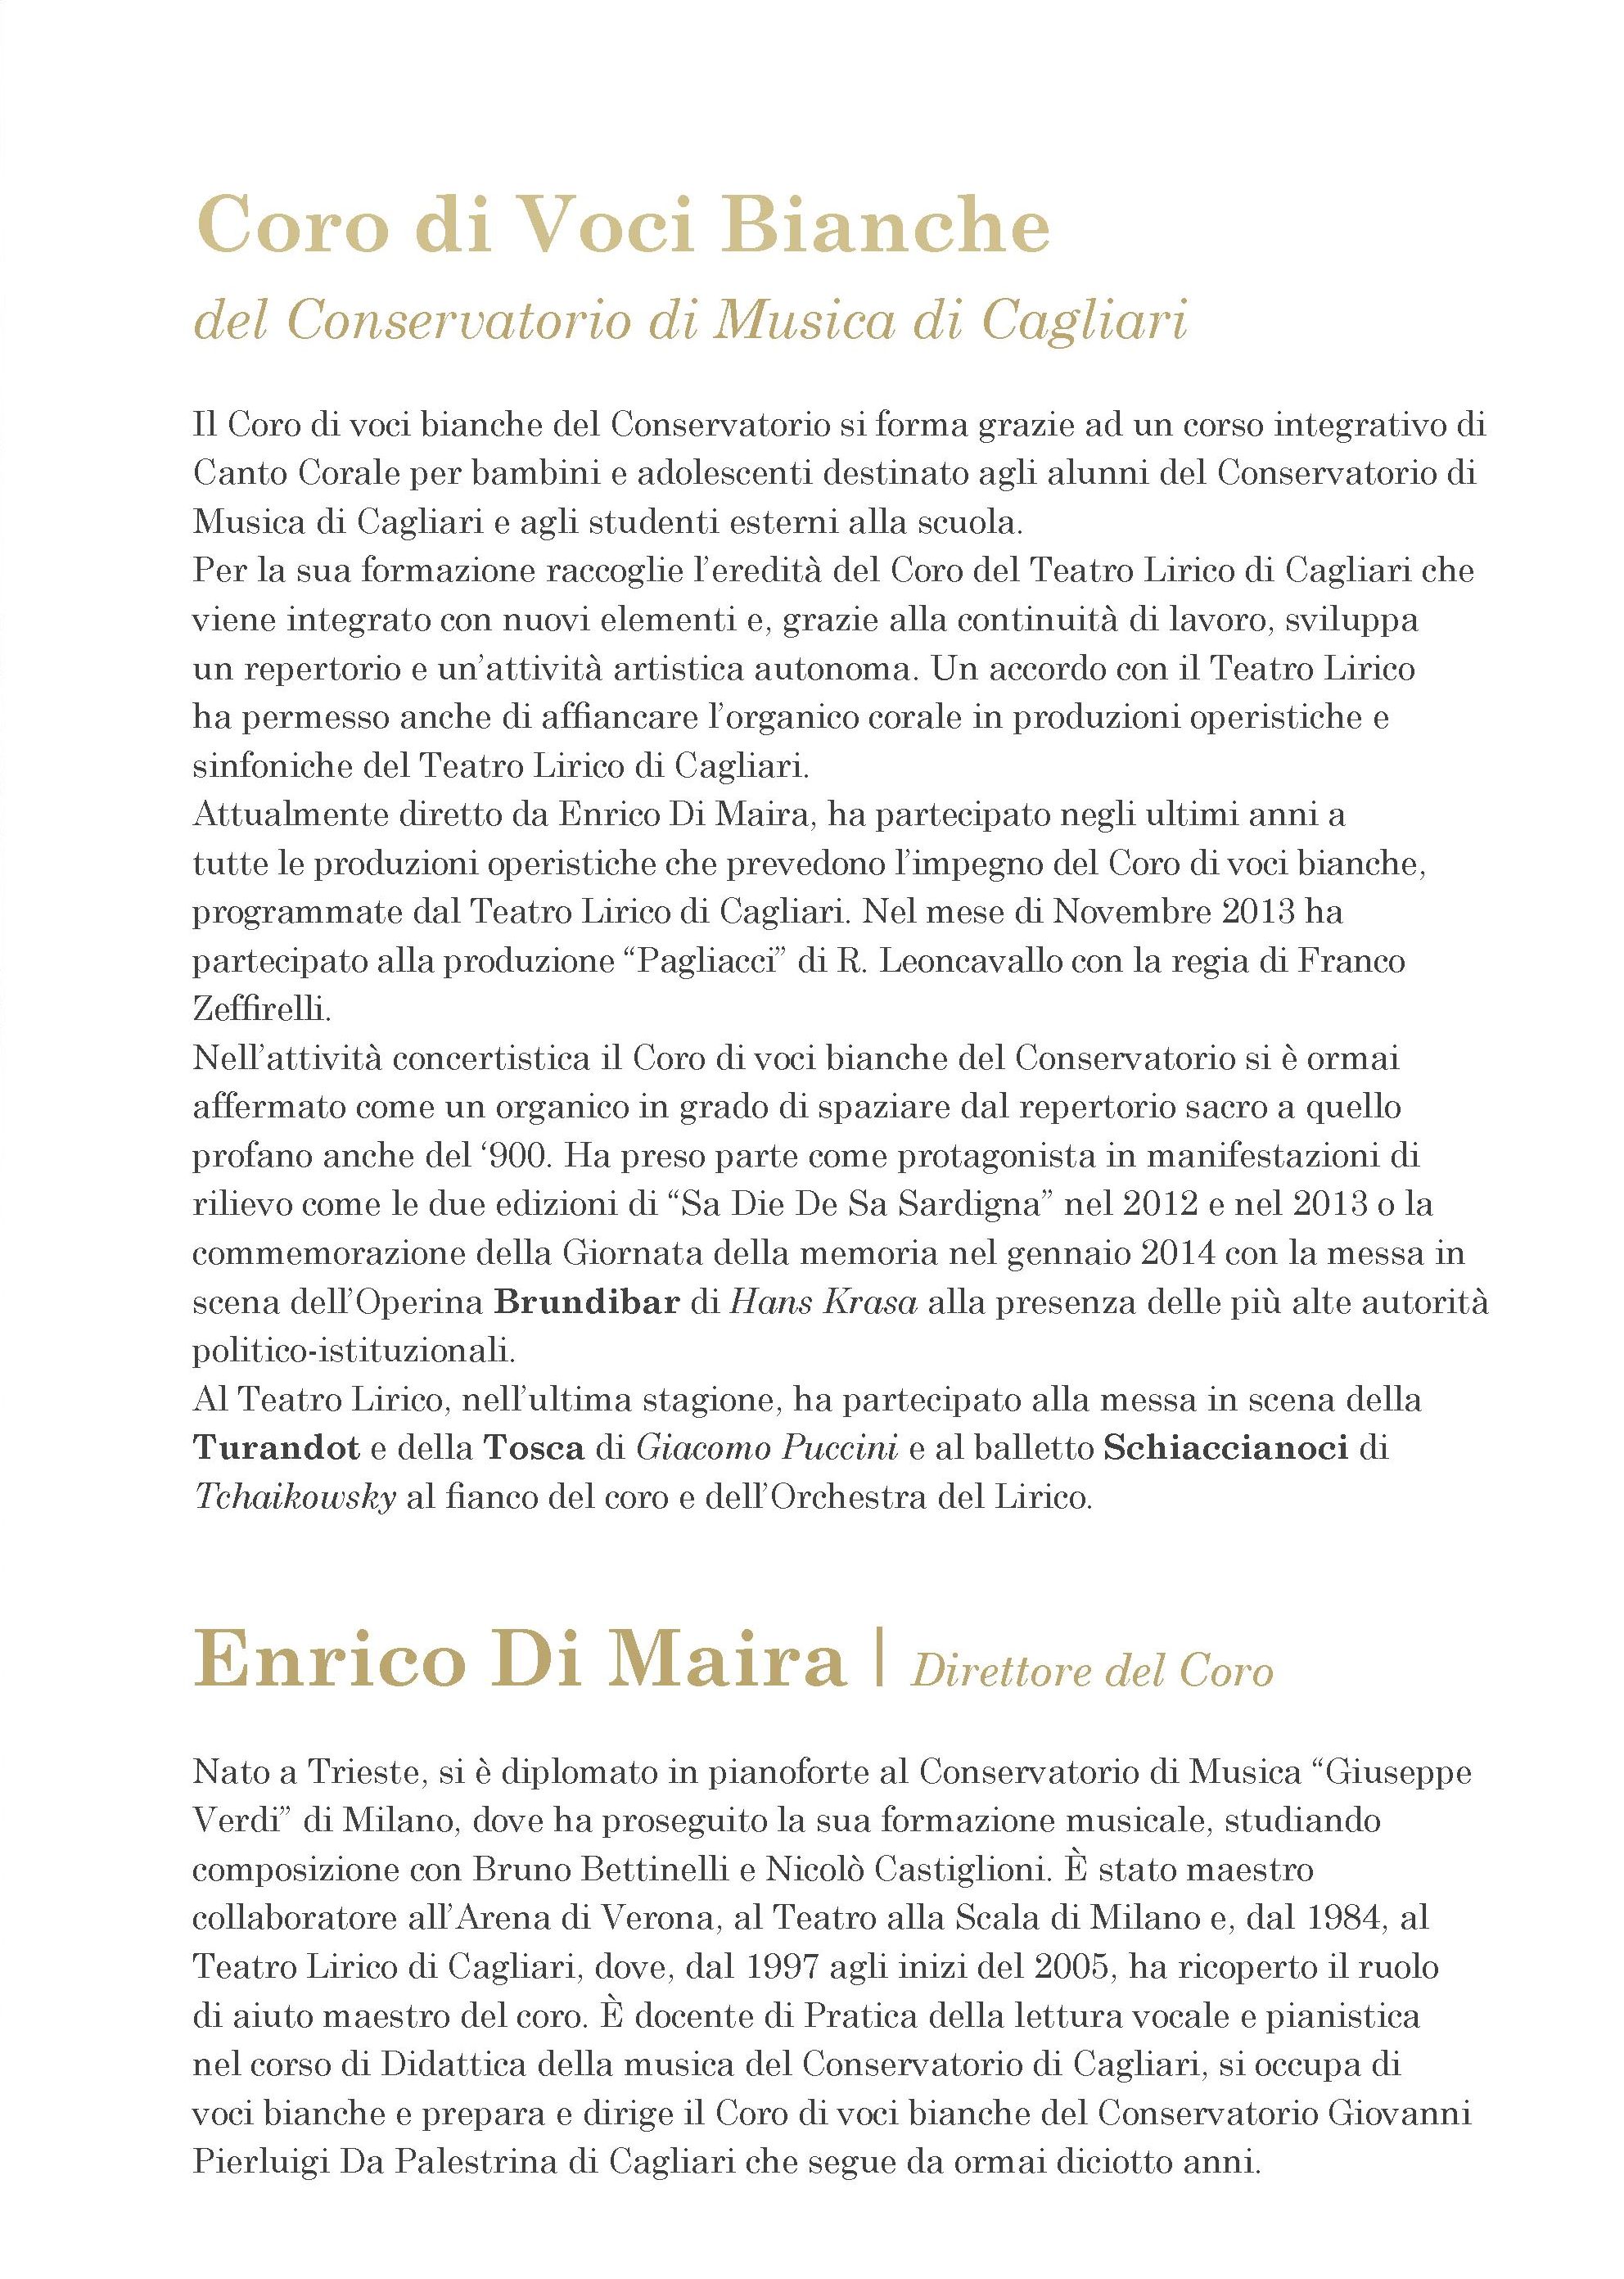 Coro di Voci Bianche
del Conservatorio di Musica di Cagliari
Il Coro di voci bianche del Conservatorio si forma grazie ad un corso integrativo di
Canto Corale per bambini e adolescenti destinato agli alunni del Conservatorio di
Musica di Cagliari e agli studenti esterni alla scuola.
Per la sua formazione raccoglie l’eredità del Coro del Teatro Lirico di Cagliari che
viene integrato con nuovi elementi e, grazie alla continuità di lavoro, sviluppa
un repertorio e un’attività artistica autonoma. Un accordo con il Teatro Lirico
ha permesso anche di affiancare l’organico corale in produzioni operistiche e
sinfoniche del Teatro Lirico di Cagliari.
Attualmente diretto da Enrico Di Maira, ha partecipato negli ultimi anni a
tutte le produzioni operistiche che prevedono l’impegno del Coro di voci bianche,
programmate dal Teatro Lirico di Cagliari. Nel mese di Novembre 2013 ha
partecipato alla produzione “Pagliacci” di R. Leoncavallo con la regia di Franco
Zeffirelli.
Nell’attività concertistica il Coro di voci bianche del Conservatorio si è ormai
affermato come un organico in grado di spaziare dal repertorio sacro a quello
profano anche del ‘900. Ha preso parte come protagonista in manifestazioni di
rilievo come le due edizioni di “Sa Die De Sa Sardigna” nel 2012 e nel 2013 o la
commemorazione della Giornata della memoria nel gennaio 2014 con la messa in
scena dell’Operina Brundibar di Hans Krasa alla presenza delle più alte autorità
politico-istituzionali.
Al Teatro Lirico, nell’ultima stagione, ha partecipato alla messa in scena della
Turandot e della Tosca di Giacomo Puccini e al balletto Schiaccianoci di
Tchaikowsky al fianco del coro e dell’Orchestra del Lirico.
Enrico Di Maira | Direttore del Coro
Nato a Trieste, si è diplomato in pianoforte al Conservatorio di Musica “Giuseppe
Verdi” di Milano, dove ha proseguito la sua formazione musicale, studiando
composizione con Bruno Bettinelli e Nicolò Castiglioni. È stato maestro
collaboratore all’Arena di Verona, al Teatro alla Scala di Milano e, dal 1984, al
Teatro Lirico di Cagliari, dove, dal 1997 agli inizi del 2005, ha ricoperto il ruolo
di aiuto maestro del coro. È docente di Pratica della lettura vocale e pianistica
nel corso di Didattica della musica del Conservatorio di Cagliari, si occupa di
voci bianche e prepara e dirige il Coro di voci bianche del Conservatorio Giovanni
Pierluigi Da Palestrina di Cagliari che segue da ormai diciotto anni.